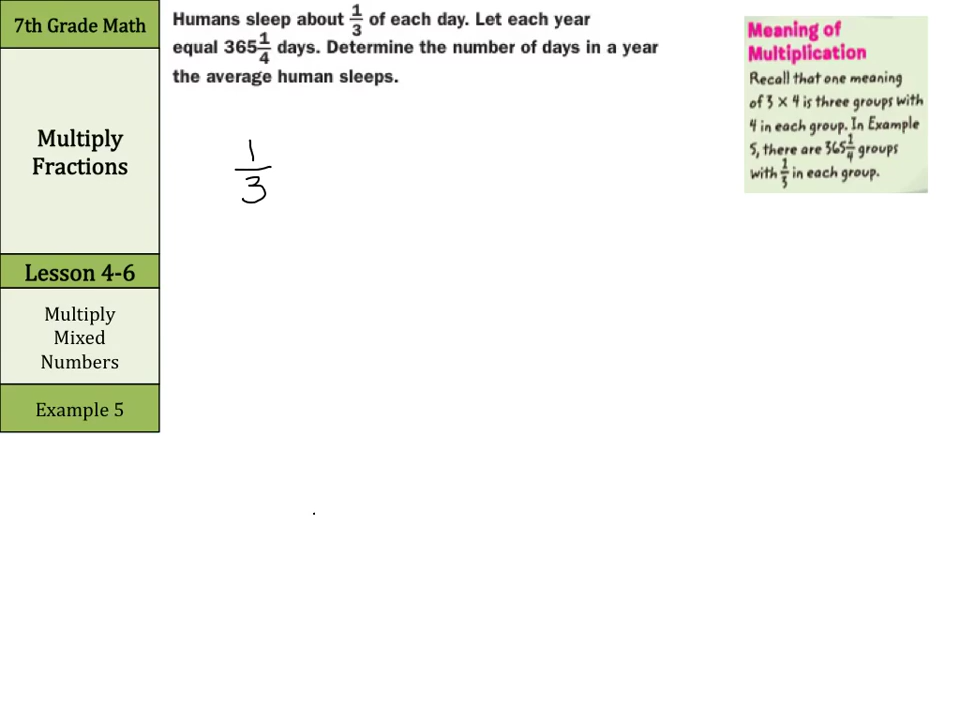 7th Grade Math
Multiply
Fractions
Lesson 4-6
Multiply
Mixed
Numbers
Example 5
Humans sleep about 1/3 of each day. Let each year
equal 365 1/4 days. Determine the number of days in a year
the average human sleeps.
1/3
Meaning of
Multiplication
Recall that one meaning
of 3 × 4 is three groups with
4 in each group. In Example
5, there are 365 1/4 groups
with 1/3 in each group.